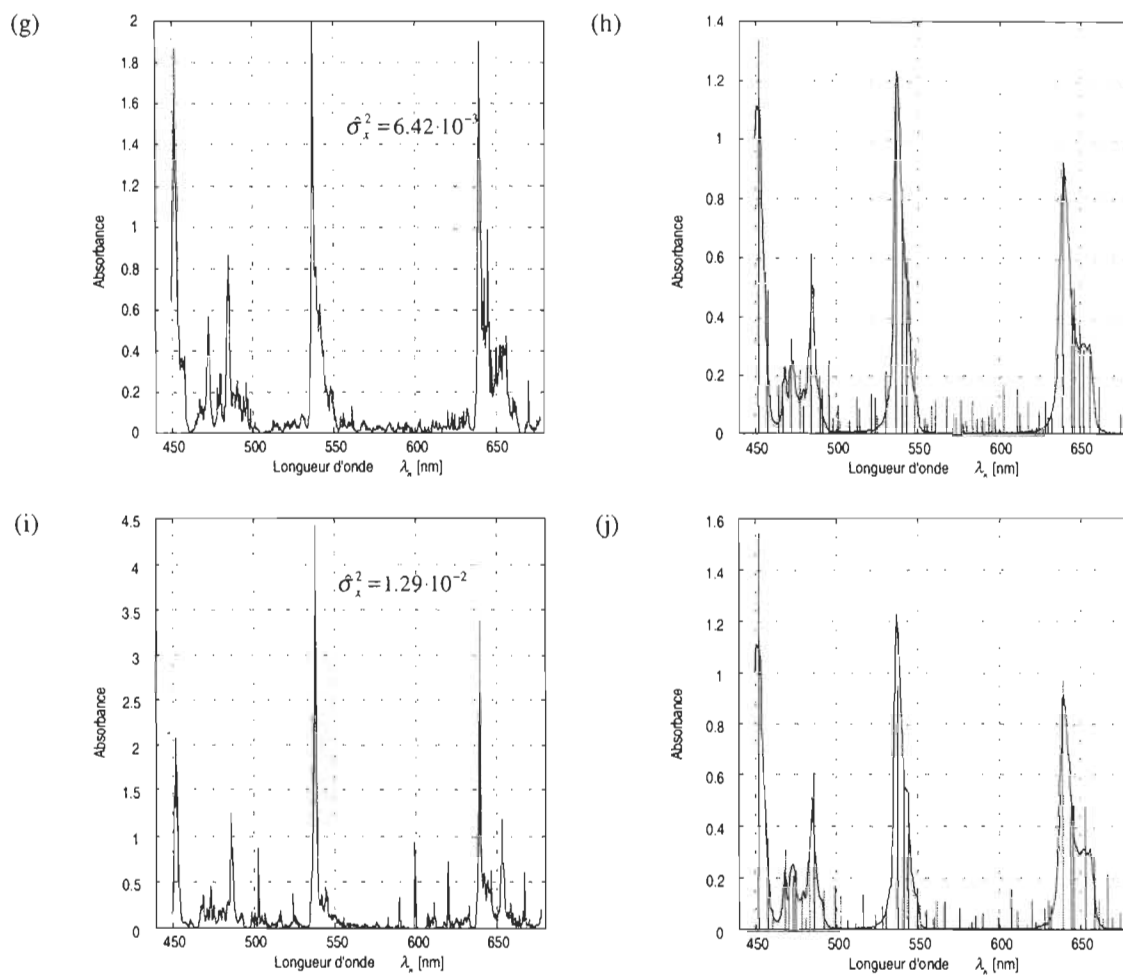 (g)
2
1.8
1.6
1.4
1.2
1
0.8
0.6
0.4
0.2
0
Absorbance
σ̂ₓ² = 6.42·10⁻³
450 500 550 600 650
Longueur d'onde λₙ [nm]
(h)
1.4
1.2
1
0.8
0.6
0.4
0.2
0
Absorbance
450 500 550 600 650
Longueur d'onde λₙ [nm]
(i)
4.5
4
3.5
3
2.5
2
1.5
1
0.5
0
Absorbance
σ̂ₓ² = 1.29·10⁻²
450 500 550 600 650
Longueur d'onde λₙ [nm]
(j)
1.6
1.4
1.2
1
0.8
0.6
0.4
0.2
0
Absorbance
450 500 550 600 650
Longueur d'onde λₙ [nm]